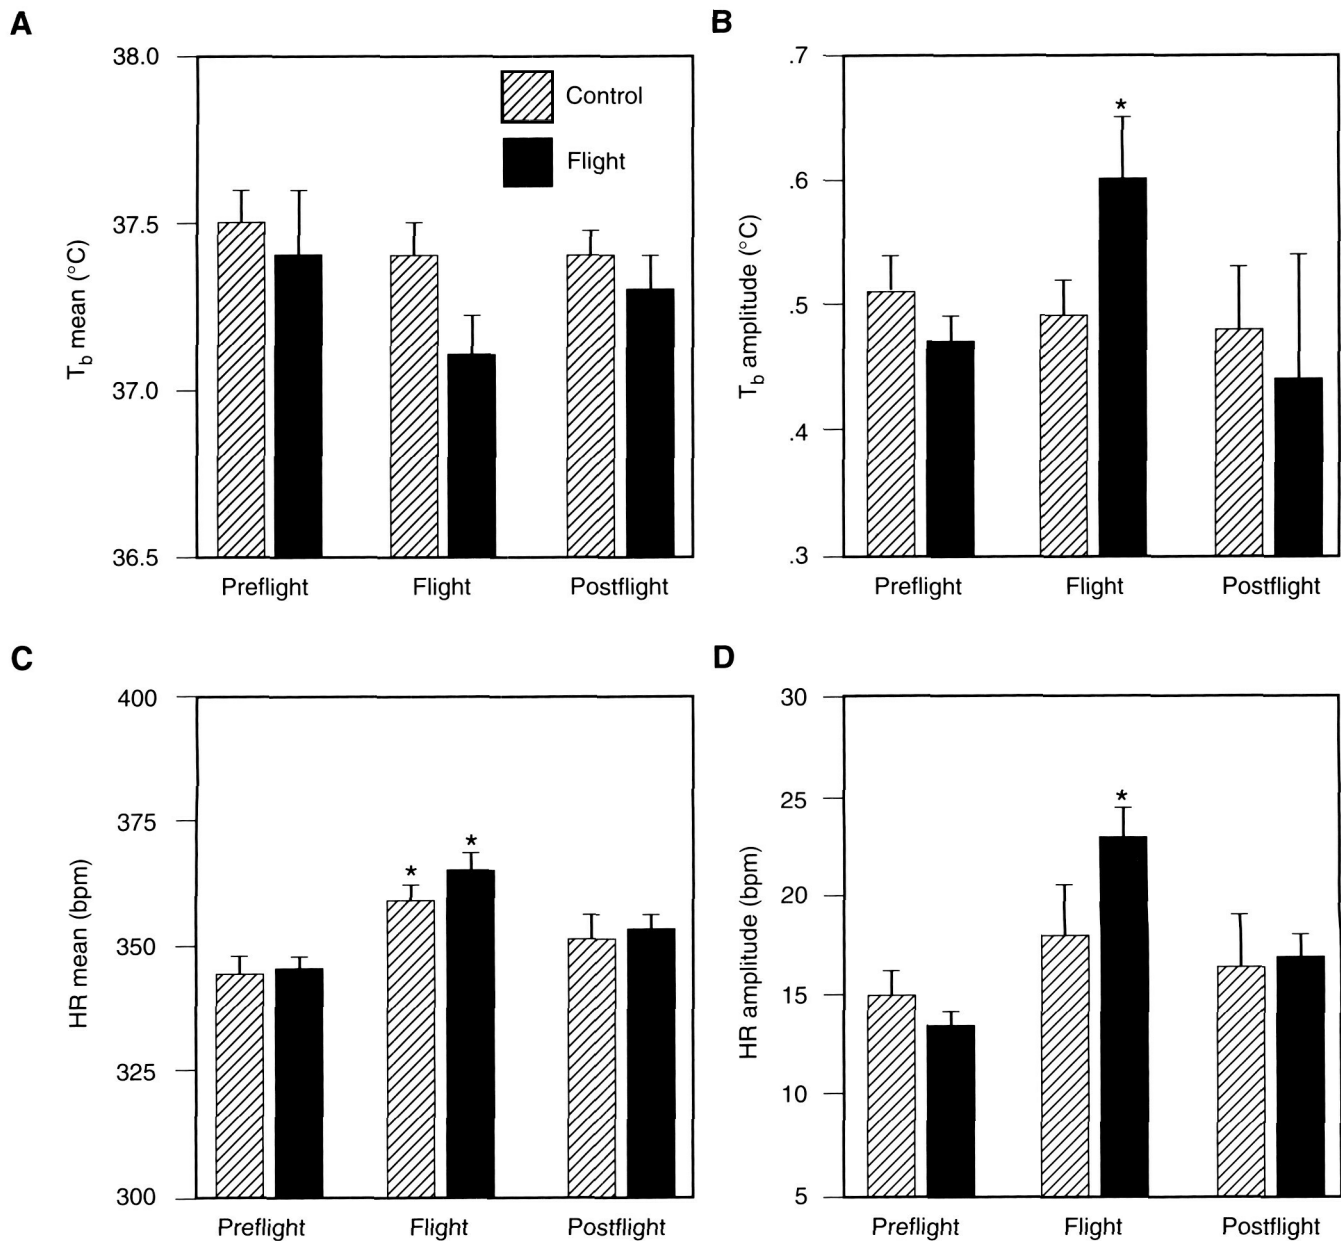 A
38.0
37.5
37.0
36.5
T_b mean (°C)
Control
Flight
Preflight Flight Postflight
B
.7
.6
.5
.4
.3
T_b amplitude (°C)
*
Preflight Flight Postflight
C
400
375
350
325
300
HR mean (bpm)
* *
Preflight Flight Postflight
D
30
25
20
15
10
5
HR amplitude (bpm)
*
Preflight Flight Postflight